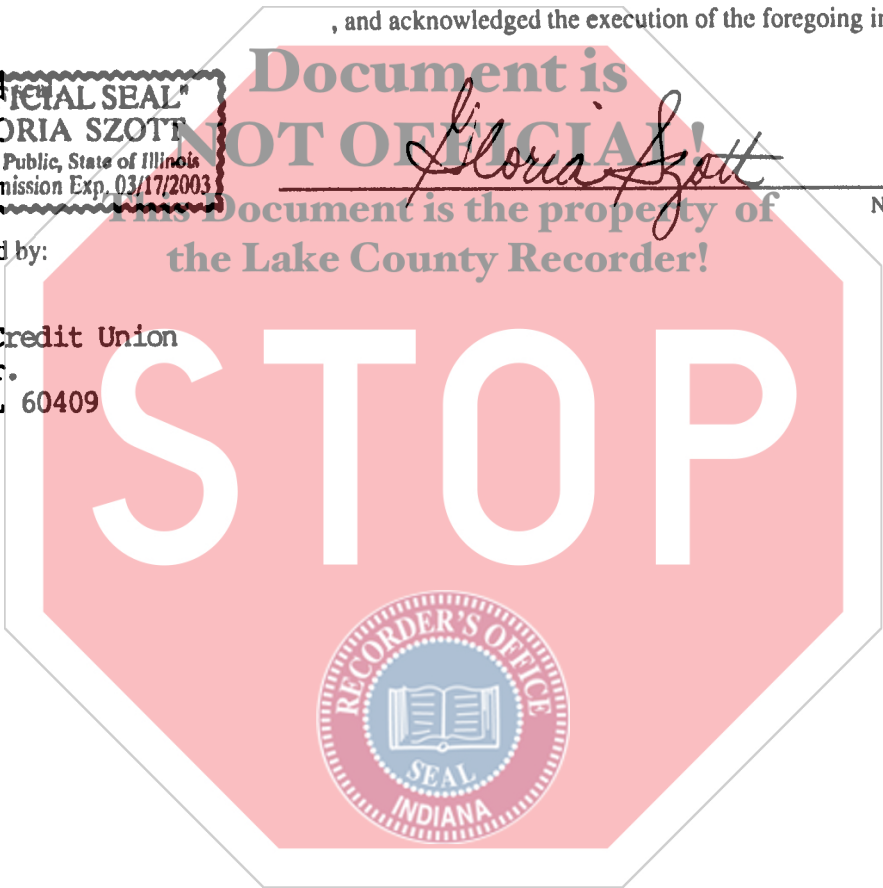 , and acknowledged the execution of the foregoing in
Document is
NOT OFFICIAL!
This Document is the property of
the Lake County Recorder!
ICIAL SEAL"
ORIA SZOTT
Public, State of Illinois
mission Exp. 03/17/2003
Gloria Szott
N
d by:
Credit Union
r.
L 60409
STOP
RECORDER'S OFFICE
SEAL
INDIANA